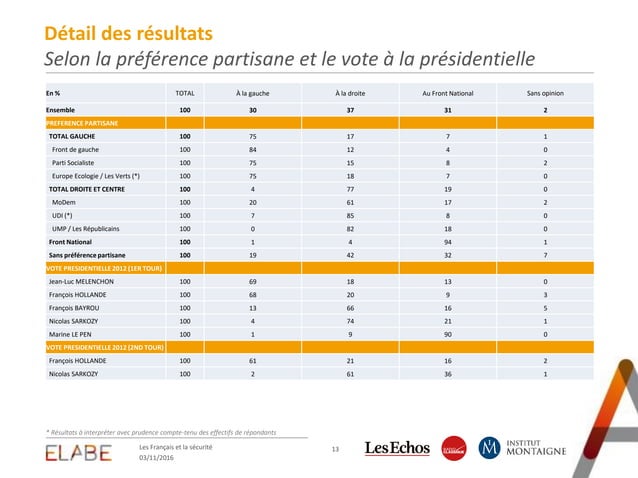 Détail des résultats
Selon la préférence partisane et le vote à la présidentielle
En % TOTAL À la gauche À la droite Au Front National Sans opinion
Ensemble 100 30 37 31 2
PREFERENCE PARTISANE
TOTAL GAUCHE 100 75 17 7 1
Front de gauche 100 84 12 4 0
Parti Socialiste 100 75 15 8 2
Europe Ecologie / Les Verts (*) 100 75 18 7 0
TOTAL DROITE ET CENTRE 100 4 77 19 0
MoDem 100 20 61 17 2
UDI (*) 100 7 85 8 0
UMP / Les Républicains 100 0 82 18 0
Front National 100 1 4 94 1
Sans préférence partisane 100 19 42 32 7
VOTE PRESIDENTIELLE 2012 (1ER TOUR)
Jean-Luc MELENCHON 100 69 18 13 0
François HOLLANDE 100 68 20 9 3
François BAYROU 100 13 66 16 5
Nicolas SARKOZY 100 4 74 21 1
Marine LE PEN 100 1 9 90 0
VOTE PRESIDENTIELLE 2012 (2ND TOUR)
François HOLLANDE 100 61 21 16 2
Nicolas SARKOZY 100 2 61 36 1
* Résultats à interpréter avec prudence compte-tenu des effectifs de répondants
ELABE
Les Français et la sécurité
03/11/2016
13
LesEchos
RADIO CLASSIQUE
M
INSTITUT
MONTAIGNE